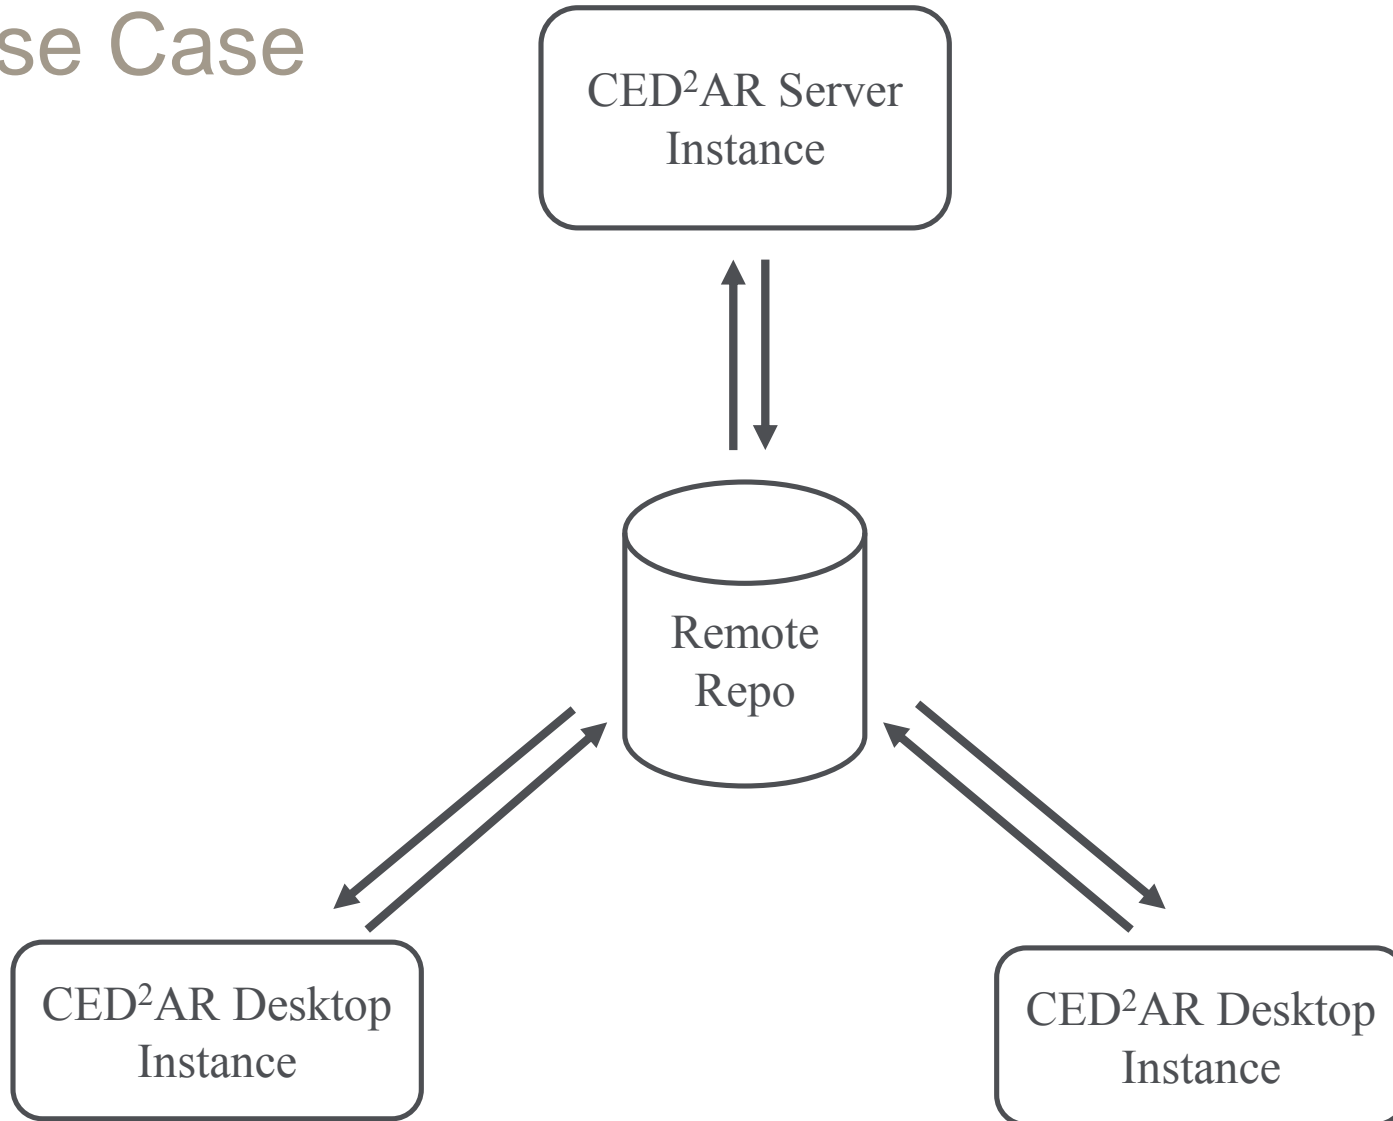 se Case
CED²AR Server
Instance
Remote
Repo
CED²AR Desktop
Instance
CED²AR Desktop
Instance